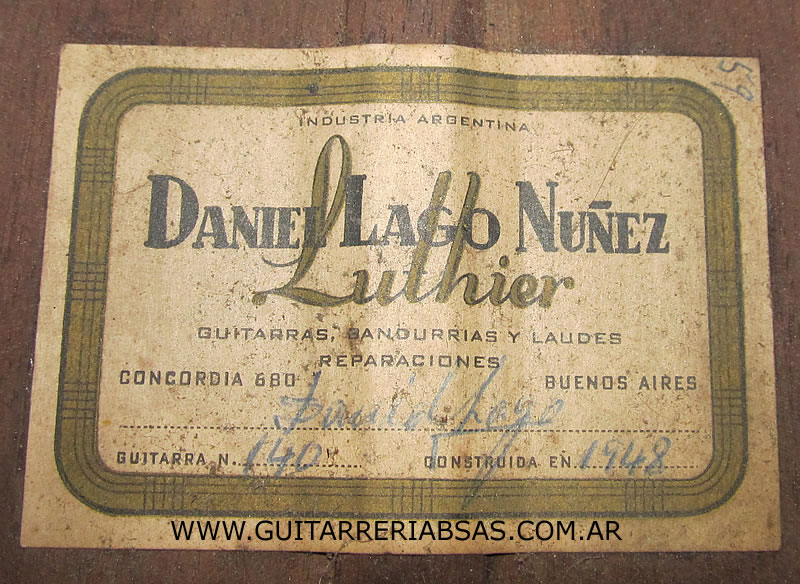 59
INDUSTRIA ARGENTINA
DANIEL LAGO NUÑEZ
Luthier
GUITARRAS, BANDURRIAS Y LAUDES
REPARACIONES
CONCORDIA 680 BUENOS AIRES
Daniel Lago
GUITARRA N. 140 CONSTRUIDA EN 1948
WWW.GUITARRERIABSAS.COM.AR